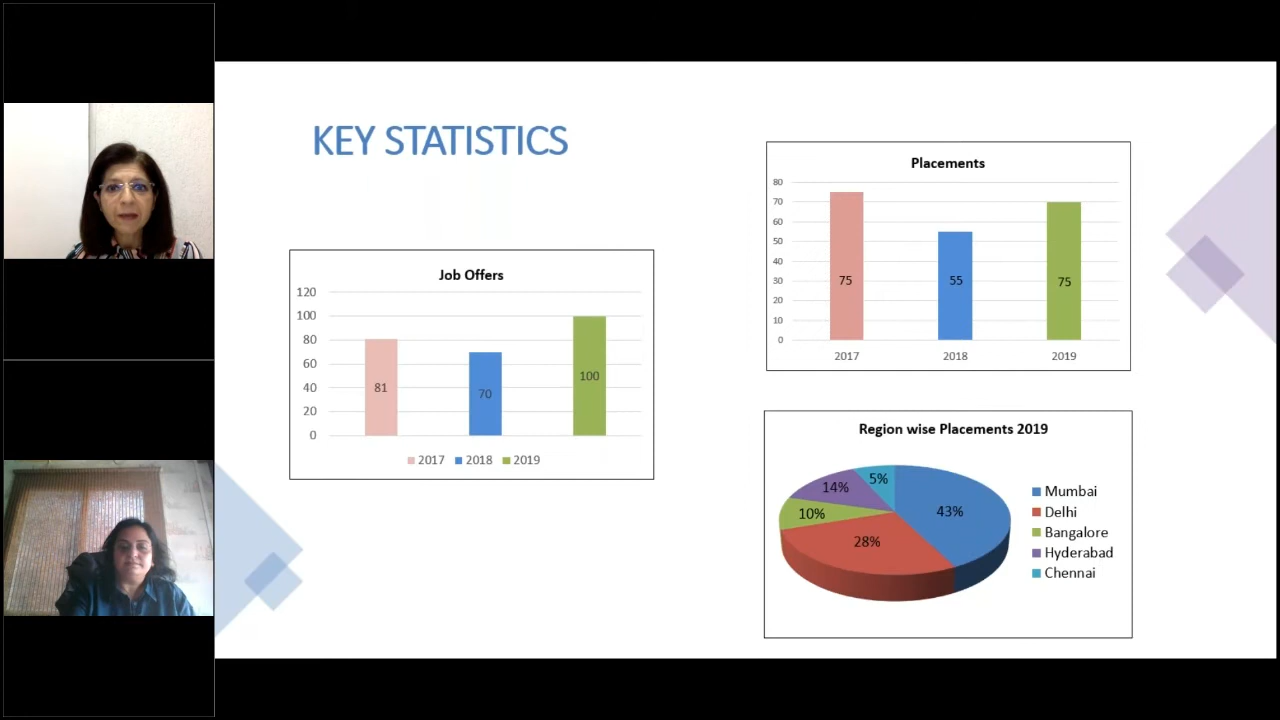 KEY STATISTICS
Job Offers
120
100
80
60
40
20
0
81
70
100
2017 2018 2019
Placements
80
70
60
50
40
30
20
10
0
75
55
75
2017 2018 2019
Region wise Placements 2019
5%
14%
10%
43%
28%
Mumbai
Delhi
Bangalore
Hyderabad
Chennai